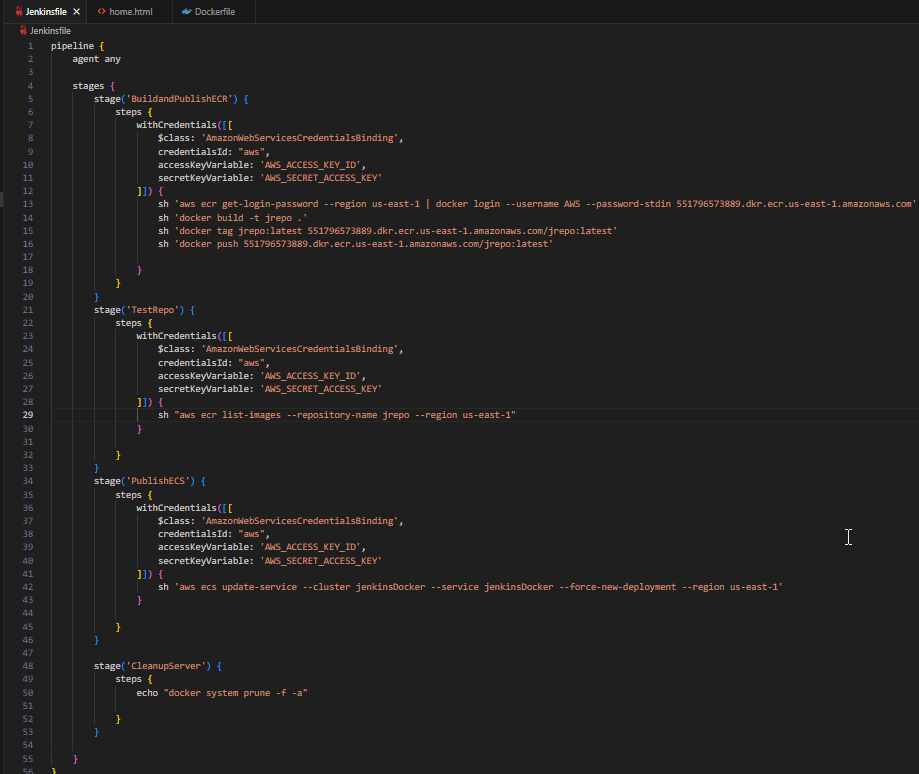 Jenkinsfile × <> home.html Dockerfile
Jenkinsfile
1 pipeline {
2     agent any
3
4     stages {
5         stage('BuildandPublishECR') {
6             steps {
7                 withCredentials([[
8                     $class: 'AmazonWebServicesCredentialsBinding',
9                     credentialsId: "aws",
10                     accessKeyVariable: 'AWS_ACCESS_KEY_ID',
11                     secretKeyVariable: 'AWS_SECRET_ACCESS_KEY'
12                 ]]) {
13                     sh 'aws ecr get-login-password --region us-east-1 | docker login --username AWS --password-stdin 551796573889.dkr.ecr.us-east-1.amazonaws.com'
14                     sh 'docker build -t jrepo .'
15                     sh 'docker tag jrepo:latest 551796573889.dkr.ecr.us-east-1.amazonaws.com/jrepo:latest'
16                     sh 'docker push 551796573889.dkr.ecr.us-east-1.amazonaws.com/jrepo:latest'
17
18                 }
19             }
20         }
21         stage('TestRepo') {
22             steps {
23                 withCredentials([[
24                     $class: 'AmazonWebServicesCredentialsBinding',
25                     credentialsId: "aws",
26                     accessKeyVariable: 'AWS_ACCESS_KEY_ID',
27                     secretKeyVariable: 'AWS_SECRET_ACCESS_KEY'
28                 ]]) {
29                     sh "aws ecr list-images --repository-name jrepo --region us-east-1"
30                 }
31
32             }
33         }
34         stage('PublishECS') {
35             steps {
36                 withCredentials([[
37                     $class: 'AmazonWebServicesCredentialsBinding',
38                     credentialsId: "aws",
39                     accessKeyVariable: 'AWS_ACCESS_KEY_ID',
40                     secretKeyVariable: 'AWS_SECRET_ACCESS_KEY'
41                 ]]) {
42                     sh 'aws ecs update-service --cluster jenkinsDocker --service jenkinsDocker --force-new-deployment --region us-east-1'
43                 }
44
45             }
46         }
47
48         stage('CleanupServer') {
49             steps {
50                 echo "docker system prune -f -a"
51
52             }
53         }
54
55     }
56 }